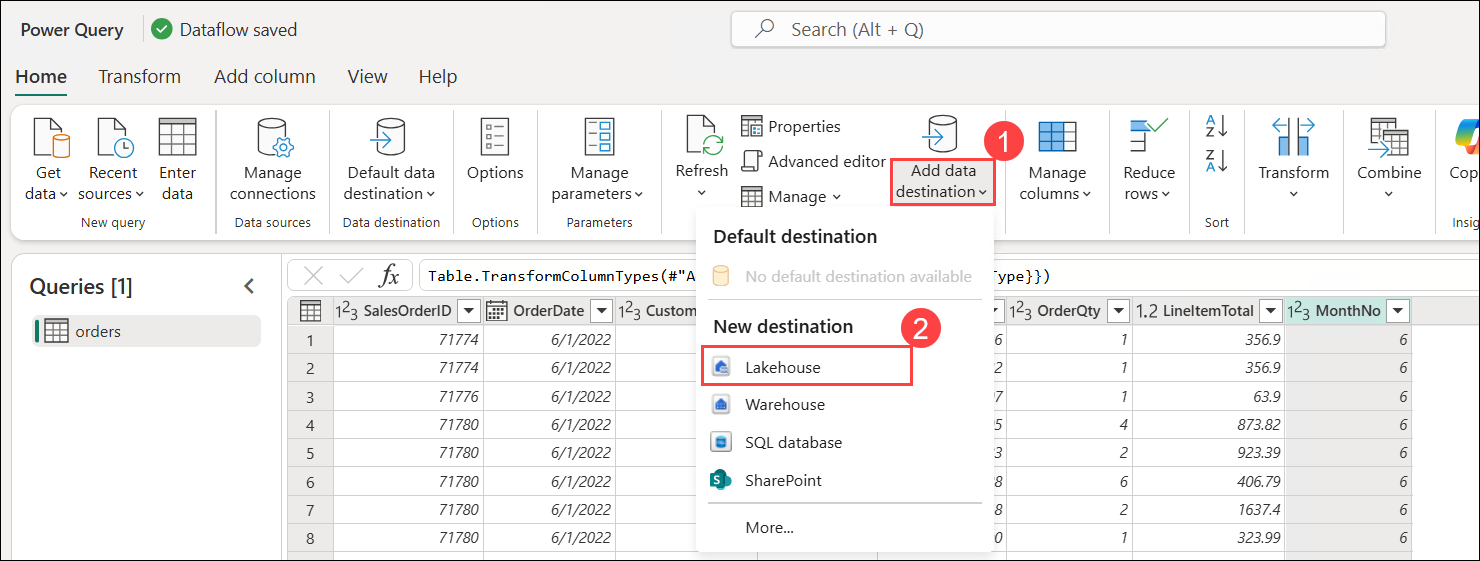 Power Query
Dataflow saved
Search (Alt + Q)
Home Transform Add column View Help
Get data
Recent sources
Enter data
New query
Manage connections
Data sources
Default data destination
Data destination
Options
Options
Manage parameters
Parameters
Refresh
Properties
Advanced editor
Manage
Add data destination
1
Manage columns
Reduce rows
A
Z
Z
A
Sort
Transform
Combine
Queries [1]
orders
fx Table.TransformColumnTypes(#"A
Default destination
No default destination available
New destination
2
Lakehouse
Warehouse
SQL database
SharePoint
More...
1²3 SalesOrderID OrderDate 1²3 1²3 OrderQty 1.2 LineItemTotal 1²3 MonthNo
1 71774 6/1/2022 6 1 356.9 6
2 71774 6/1/2022 2 1 356.9 6
3 71776 6/1/2022 1 63.9 6
4 71780 6/1/2022 5 4 873.82 6
5 71780 6/1/2022 3 2 923.39 6
6 71780 6/1/2022 8 6 406.79 6
7 71780 6/1/2022 8 2 1637.4 6
8 71780 6/1/2022 0 1 323.99 6